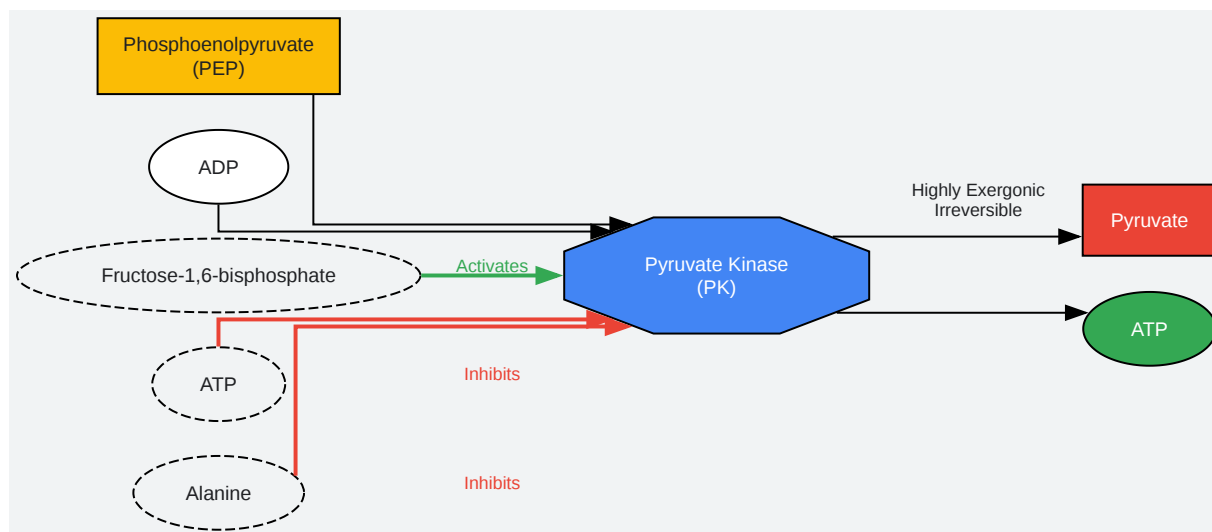 Phosphoenolpyruvate
(PEP)
ADP
Highly Exergonic
Irreversible
Pyruvate
Fructose-1,6-bisphosphate
Activates
Pyruvate Kinase
(PK)
ATP
ATP
Inhibits
Alanine
Inhibits